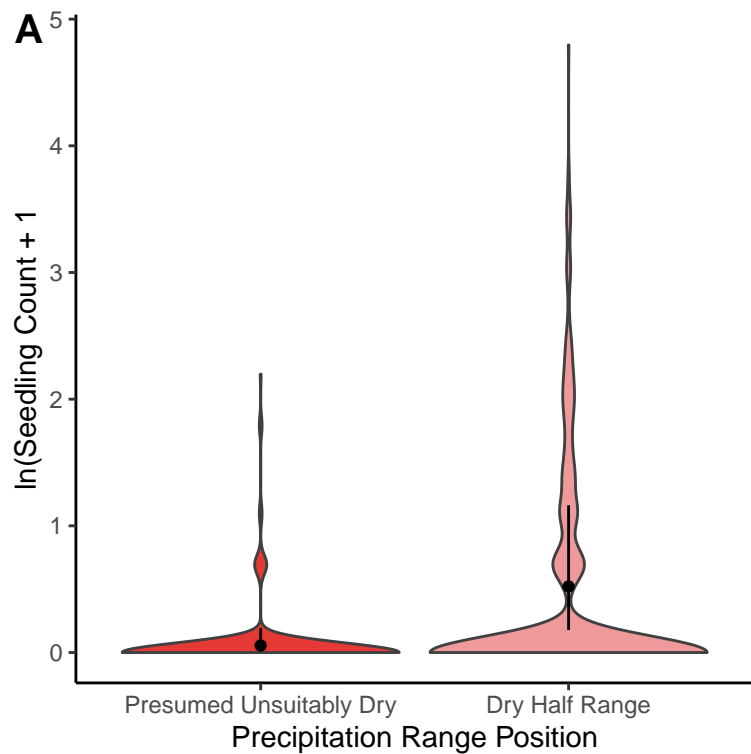 A
5
4
3
2
1
0
ln(Seedling Count + 1)
Presumed Unsuitably Dry
Dry Half Range
Precipitation Range Position